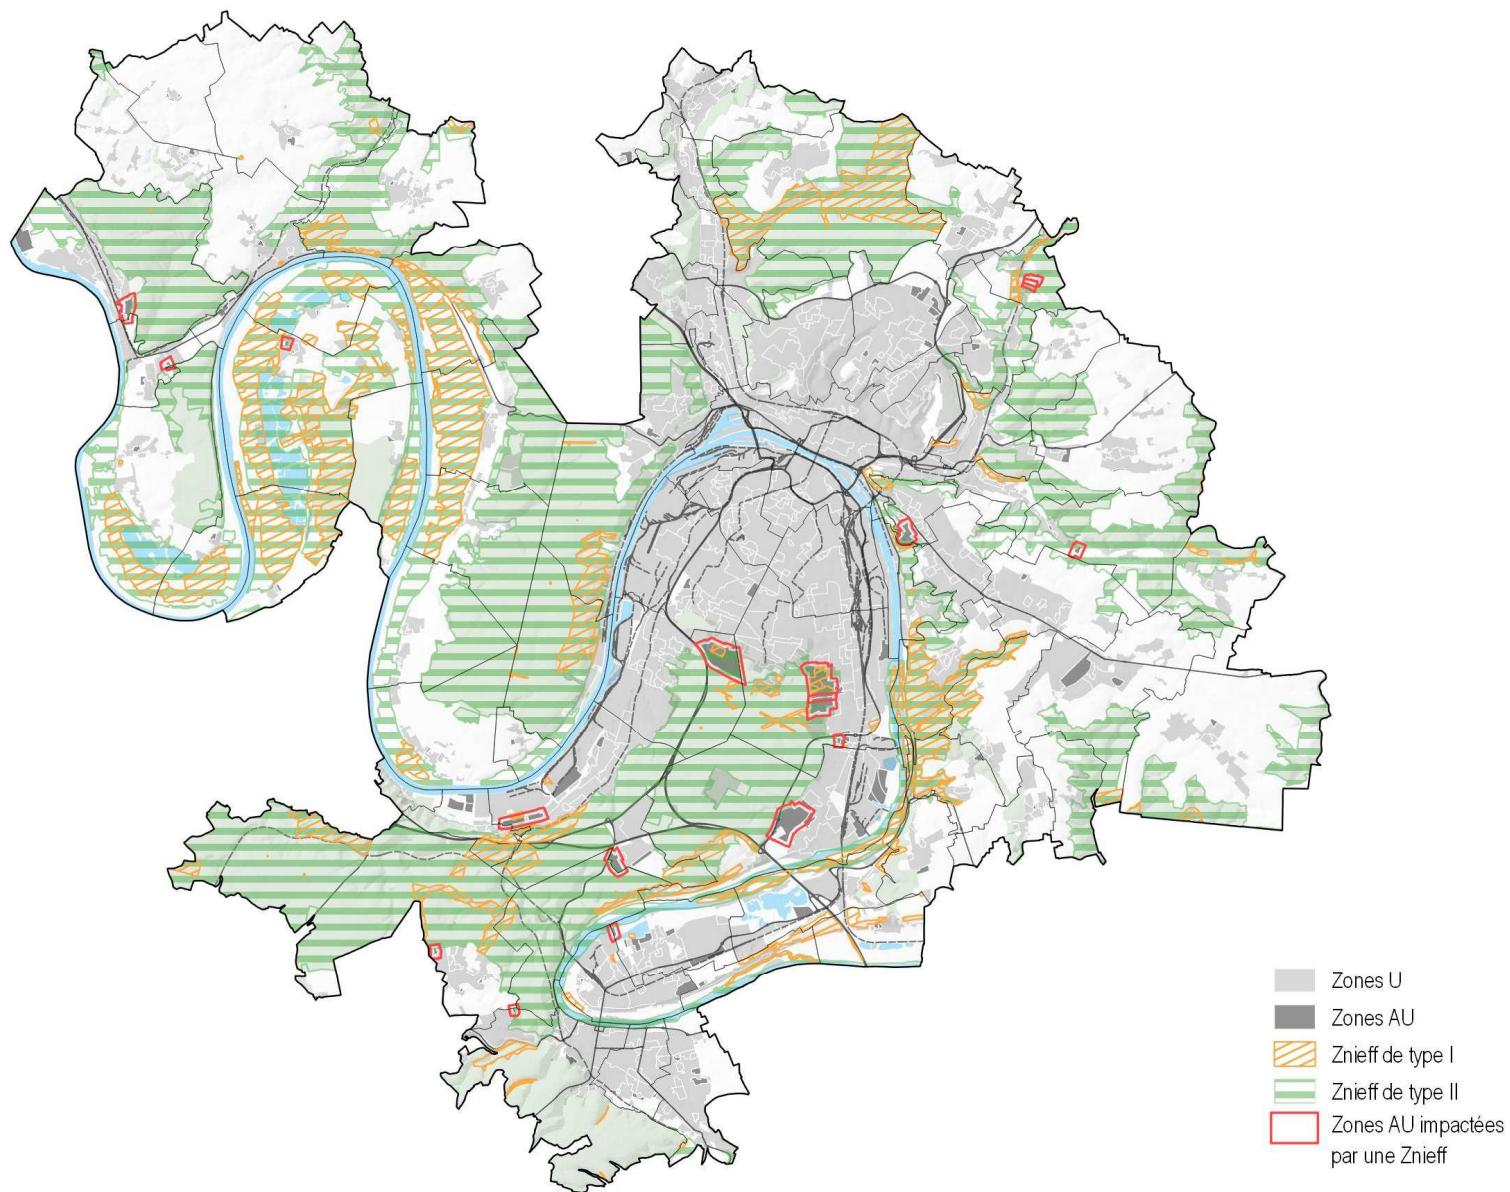 Zones U
Zones AU
Znieff de type I
Znieff de type II
Zones AU impactées
par une Znieff